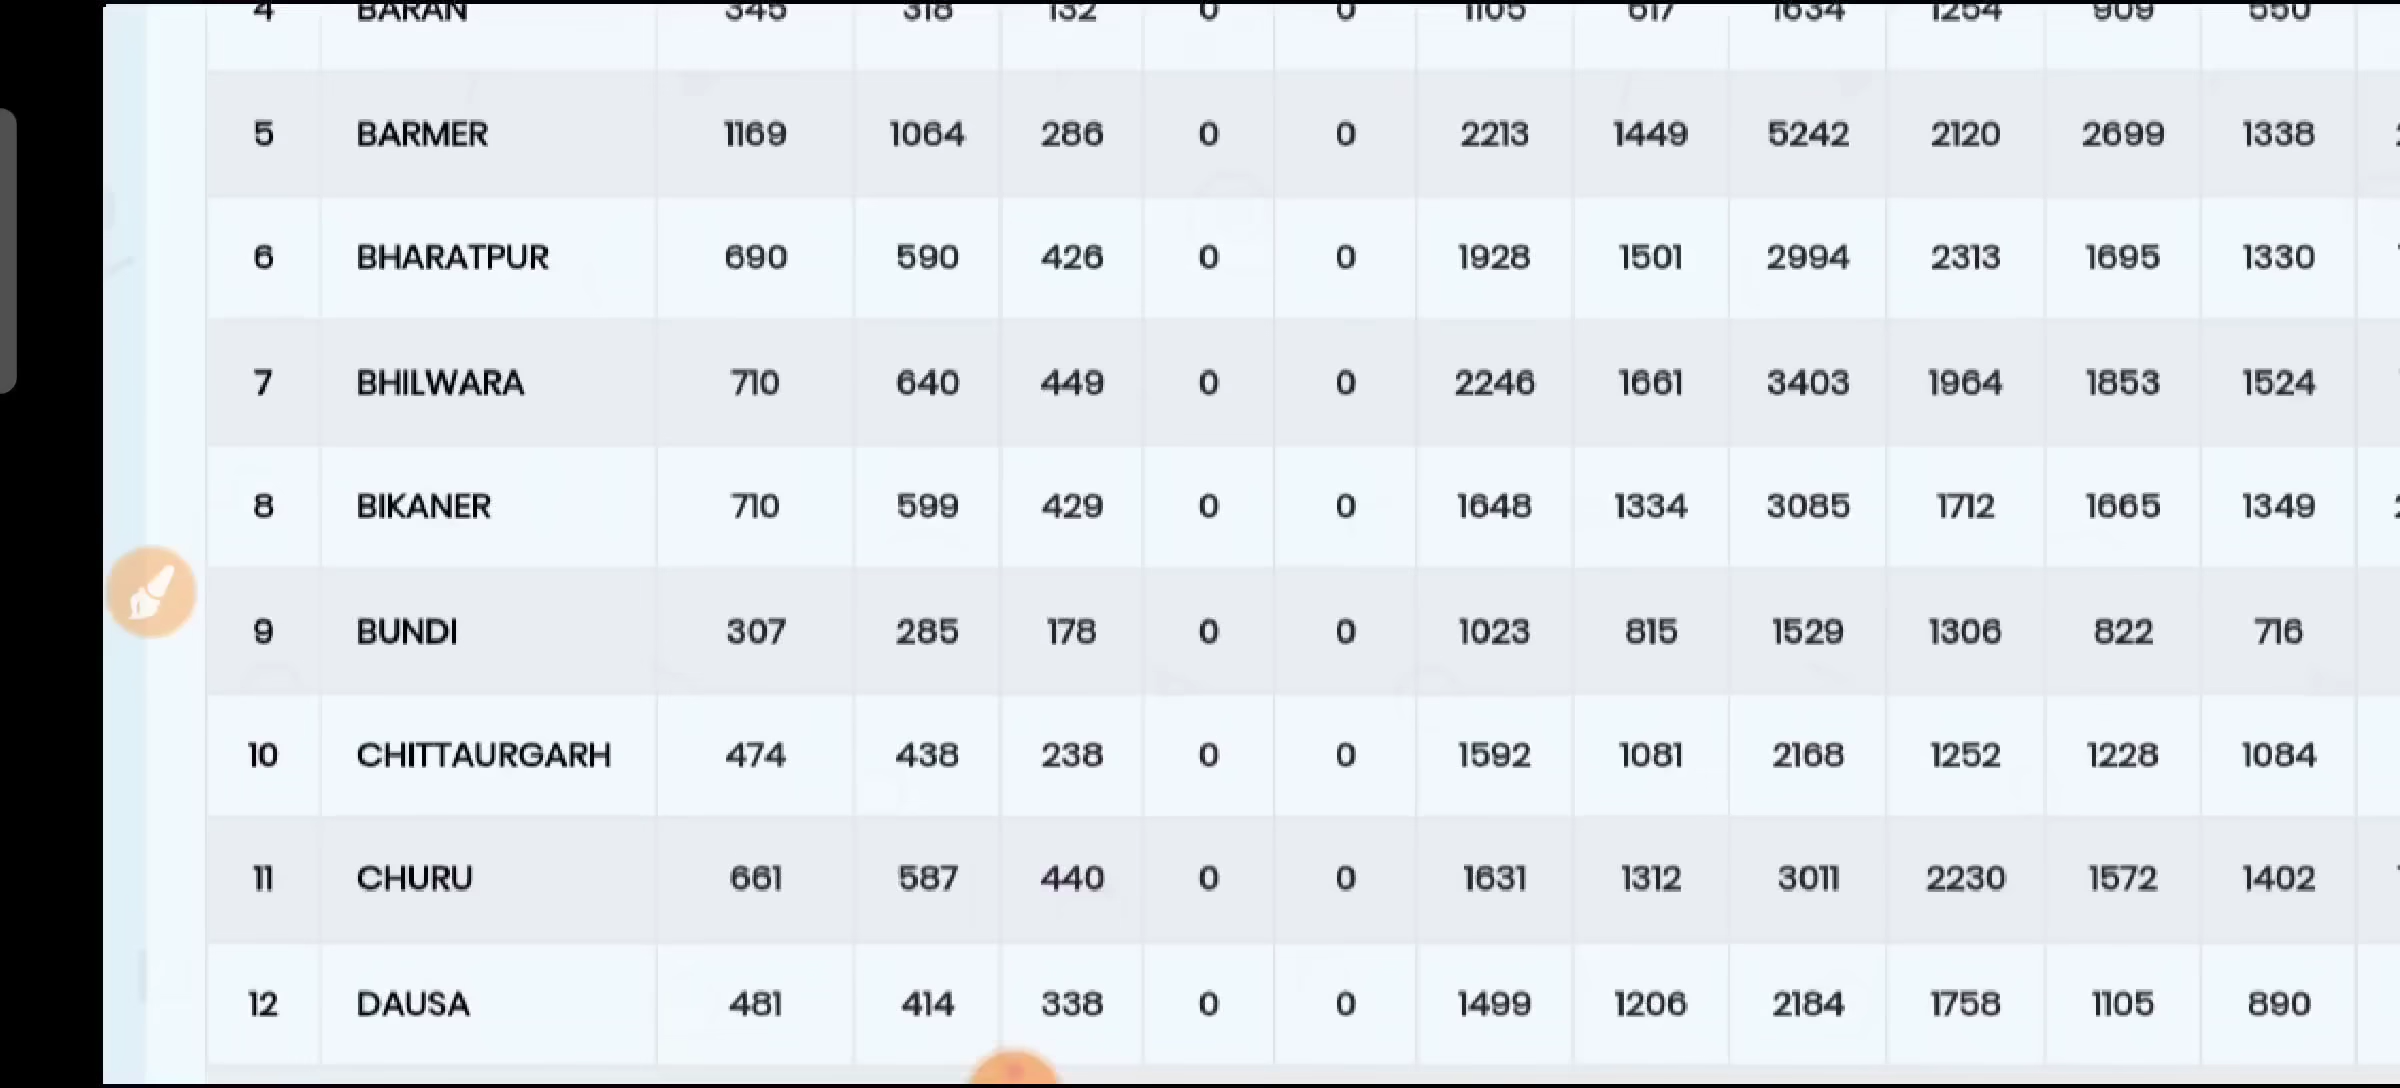 4 BARAN 345 318 132 0 0 1105 617 1634 1254 909 550
5 BARMER 1169 1064 286 0 0 2213 1449 5242 2120 2699 1338
6 BHARATPUR 690 590 426 0 0 1928 1501 2994 2313 1695 1330
7 BHILWARA 710 640 449 0 0 2246 1661 3403 1964 1853 1524
8 BIKANER 710 599 429 0 0 1648 1334 3085 1712 1665 1349
9 BUNDI 307 285 178 0 0 1023 815 1529 1306 822 716
10 CHITTAURGARH 474 438 238 0 0 1592 1081 2168 1252 1228 1084
11 CHURU 661 587 440 0 0 1631 1312 3011 2230 1572 1402
12 DAUSA 481 414 338 0 0 1499 1206 2184 1758 1105 890